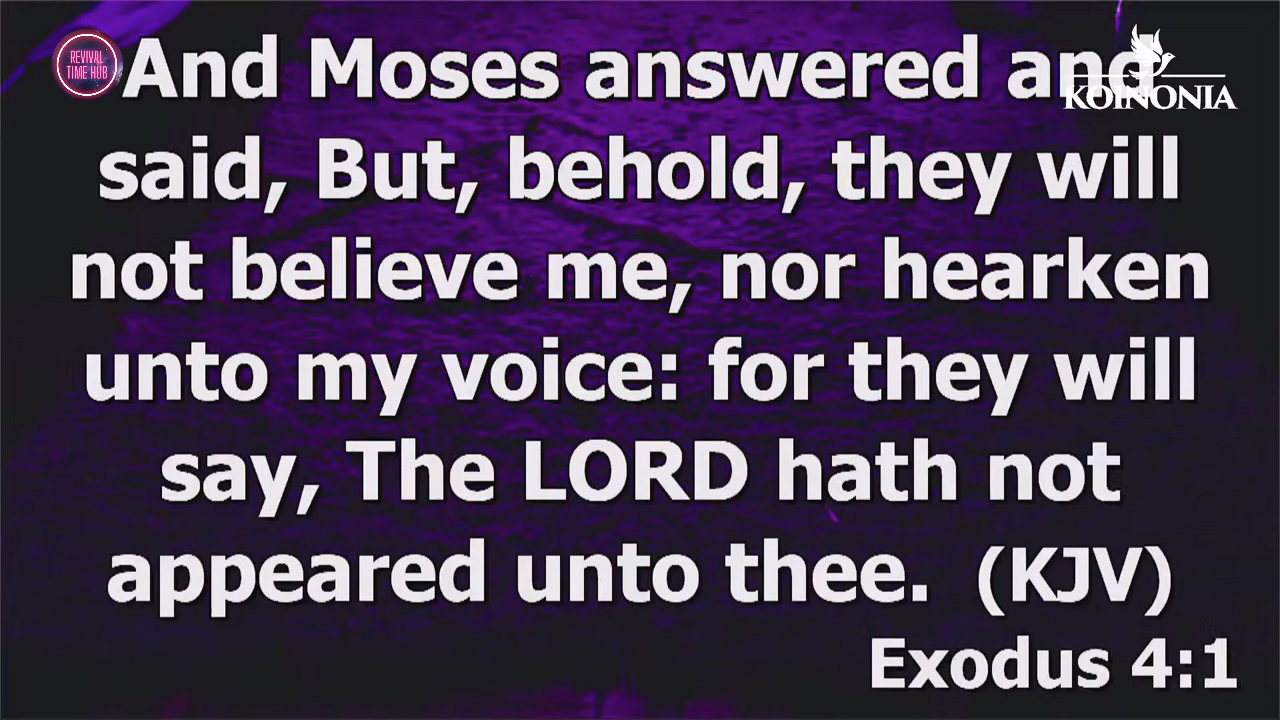 REVIVAL
TIME HUB
KOINONIA
And Moses answered and
said, But, behold, they will
not believe me, nor hearken
unto my voice: for they will
say, The LORD hath not
appeared unto thee. (KJV)
Exodus 4:1